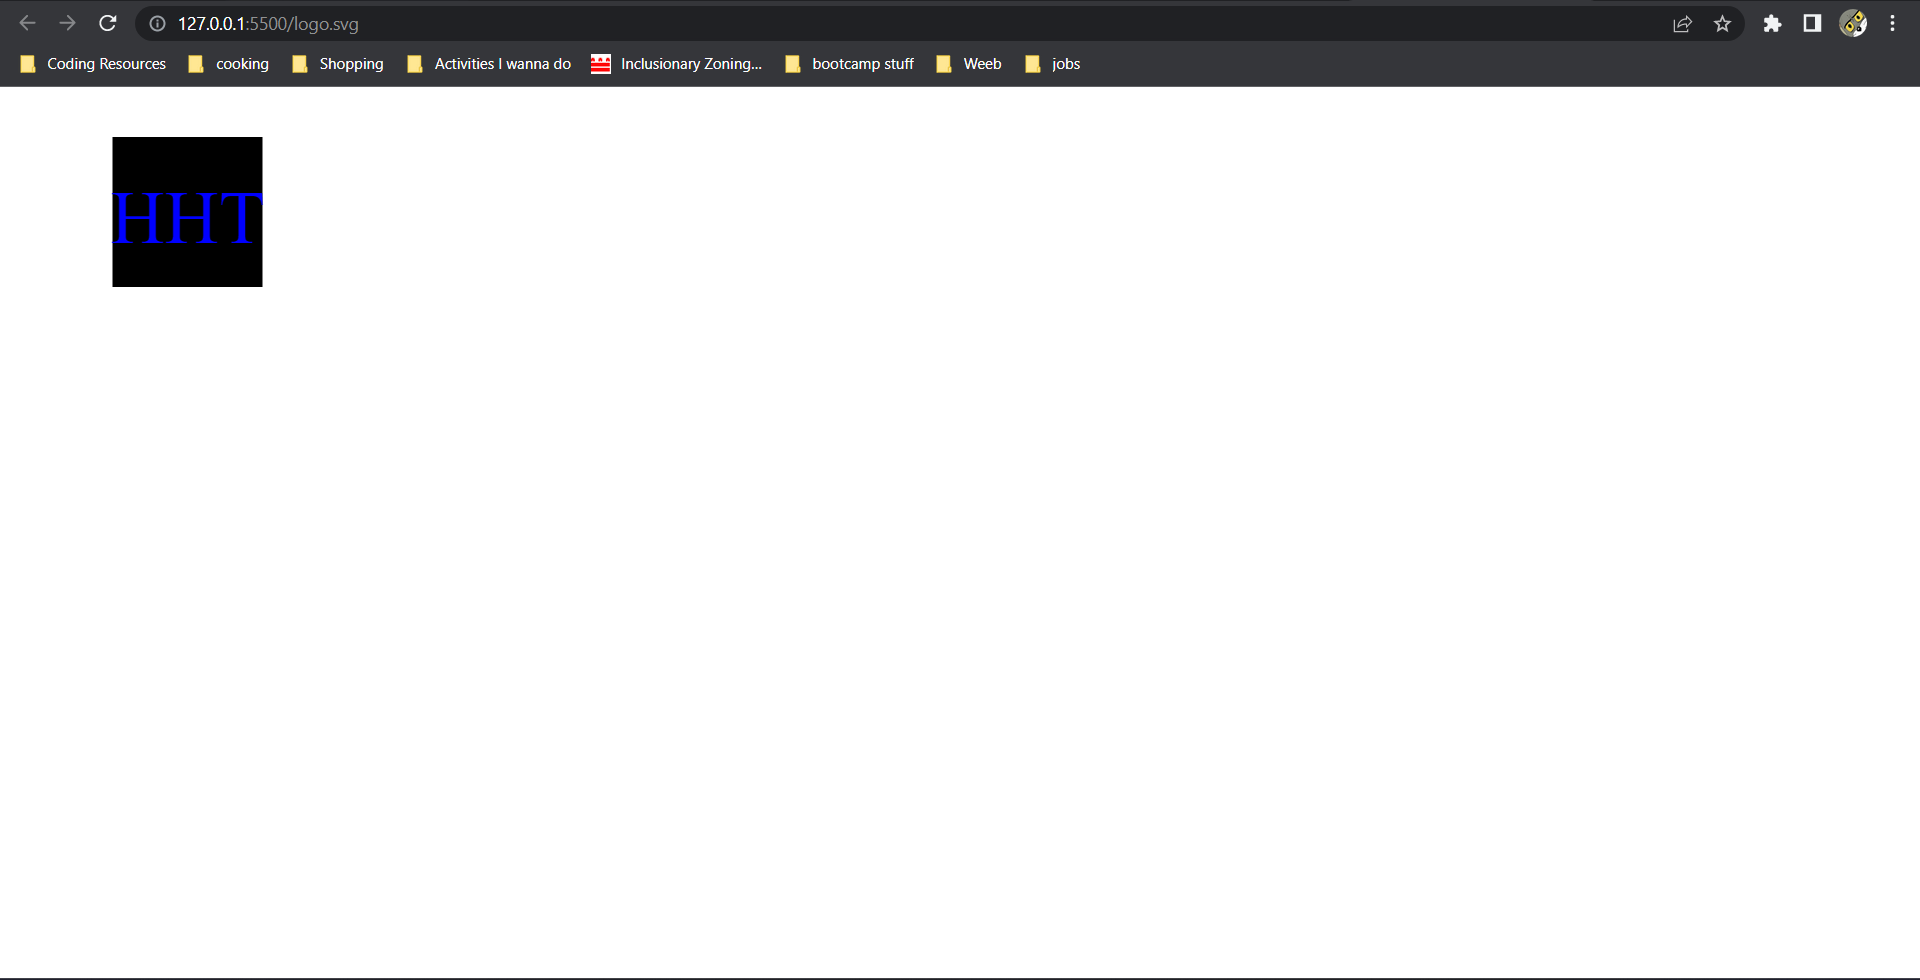 127.0.0.1:5500/logo.svg
Coding Resources cooking Shopping Activities I wanna do Inclusionary Zoning... bootcamp stuff Weeb jobs
HHT